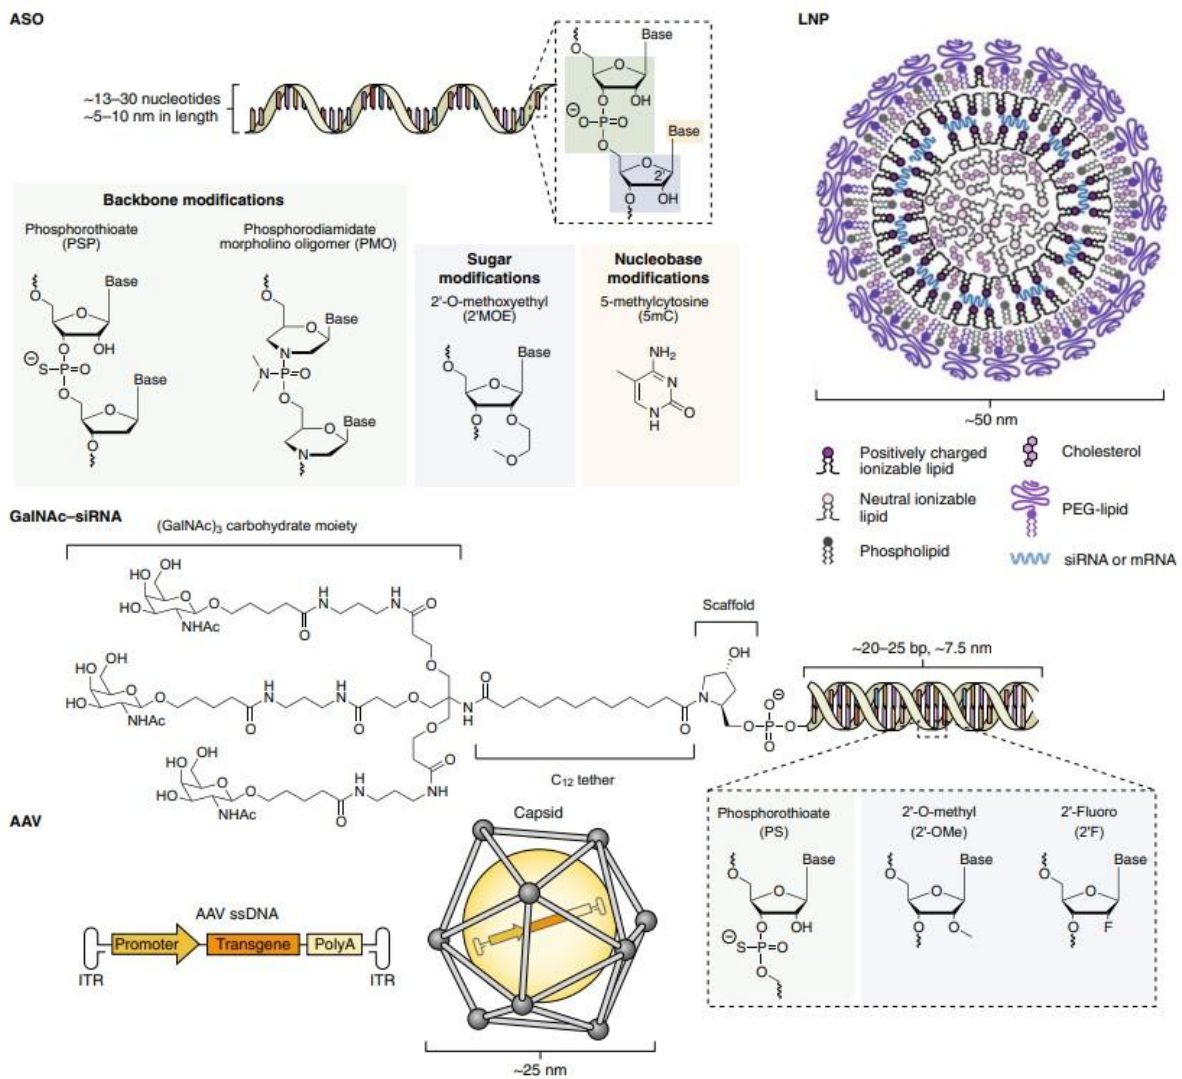 ASO
~13–30 nucleotides
~5–10 nm in length
Base
O
O
OH
O
⊖
O–P=O
O
Base
O
2'
OH
O
Backbone modifications
Phosphorothioate
(PSP)
Base
O
O
O
OH
⊖
S–P=O
O
Base
O
O
Phosphorodiamidate
morpholino oligomer (PMO)
O
O
Base
N
N–P=O
O
O
Base
N
Sugar
modifications
2'-O-methoxyethyl
(2'MOE)
Base
O
O
O
O
O
Nucleobase
modifications
5-methylcytosine
(5mC)
NH2
N
N
H
O
LNP
~50 nm
Positively charged
ionizable lipid
Neutral ionizable
lipid
Phospholipid
Cholesterol
PEG-lipid
siRNA or mRNA
GalNAc–siRNA
(GalNAc)3 carbohydrate moiety
HO OH
HO
O
O
NHAc
O
H
N
H
N
O
O
HO OH
HO
O
O
NHAc
O
H
N
H
N
O
O
N
H
O
O
HO OH
HO
O
O
NHAc
O
H
N
NH
O
O
C12 tether
Scaffold
OH
N
O
⊖
O
O–P–O
O
~20–25 bp, ~7.5 nm
Phosphorothioate
(PS)
Base
O
O
O
OH
⊖
S–P=O
O
2'-O-methyl
(2'-OMe)
Base
O
O
O
O
2'-Fluoro
(2'F)
Base
O
O
O
F
AAV
AAV ssDNA
Promoter
Transgene
PolyA
ITR
ITR
Capsid
~25 nm